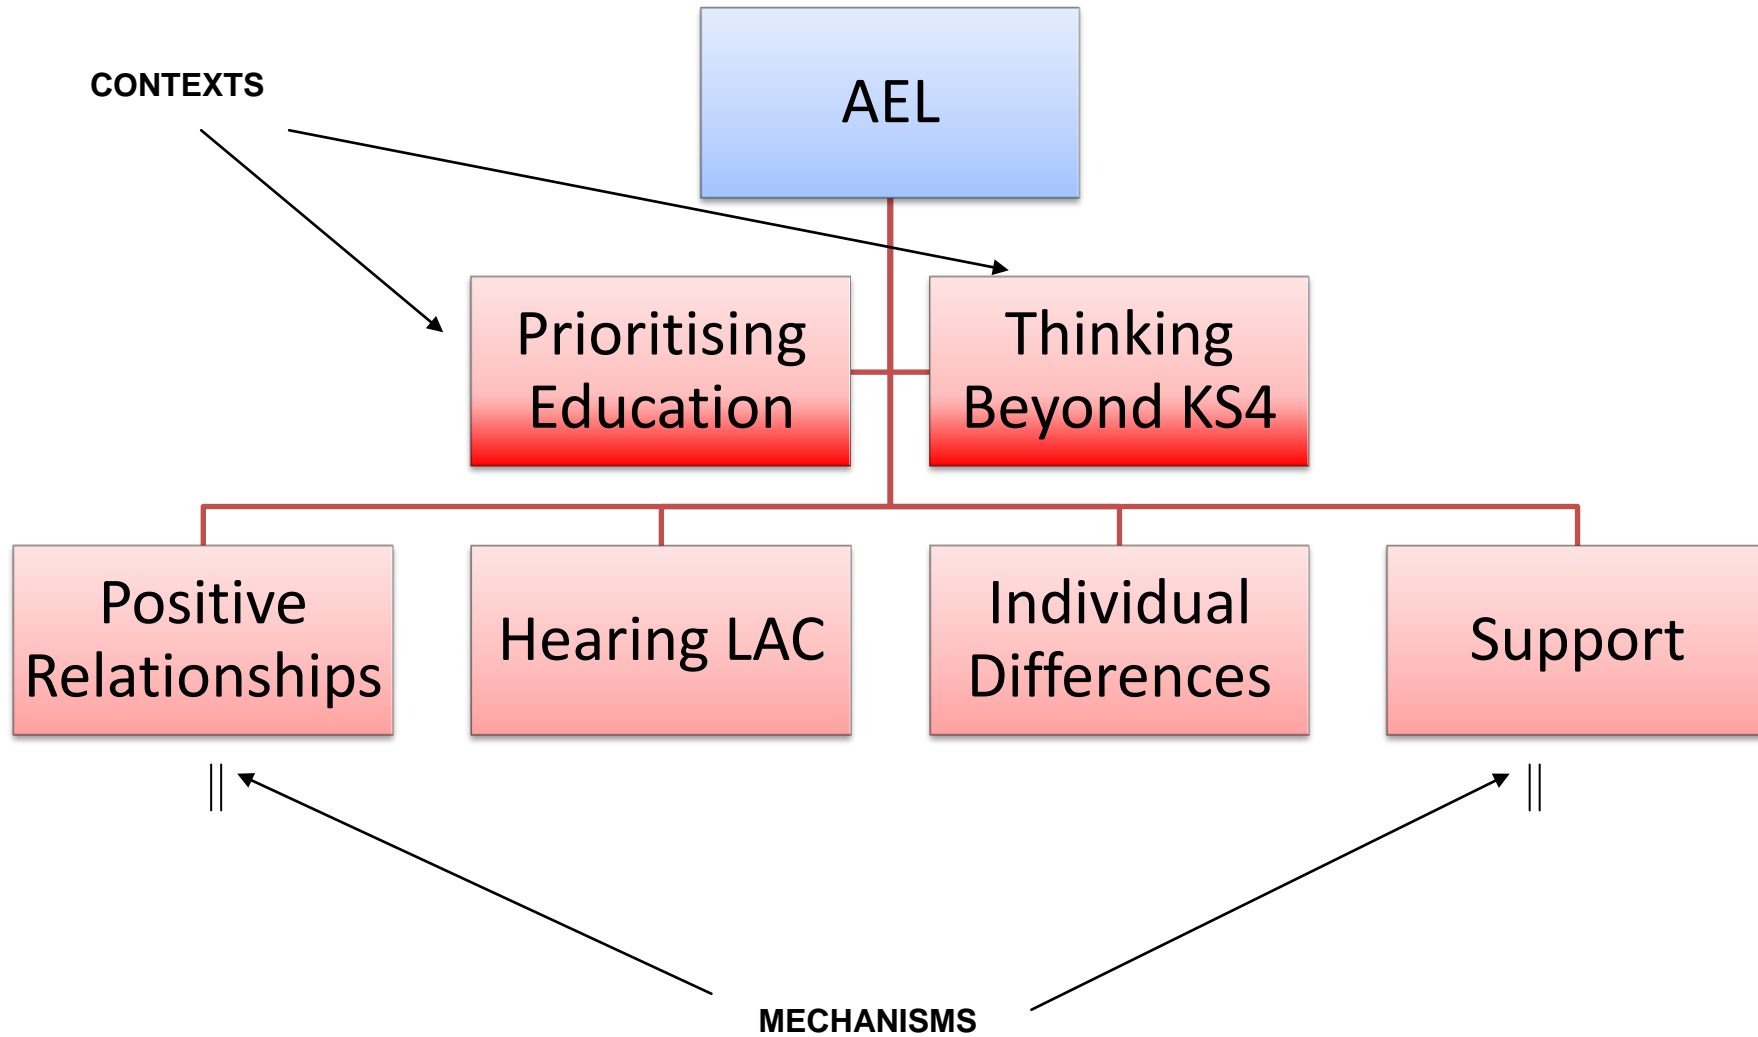 AEL
CONTEXTS
Prioritising
Education
Thinking
Beyond KS4
Positive
Relationships
Hearing LAC
Individual
Differences
Support
MECHANISMS